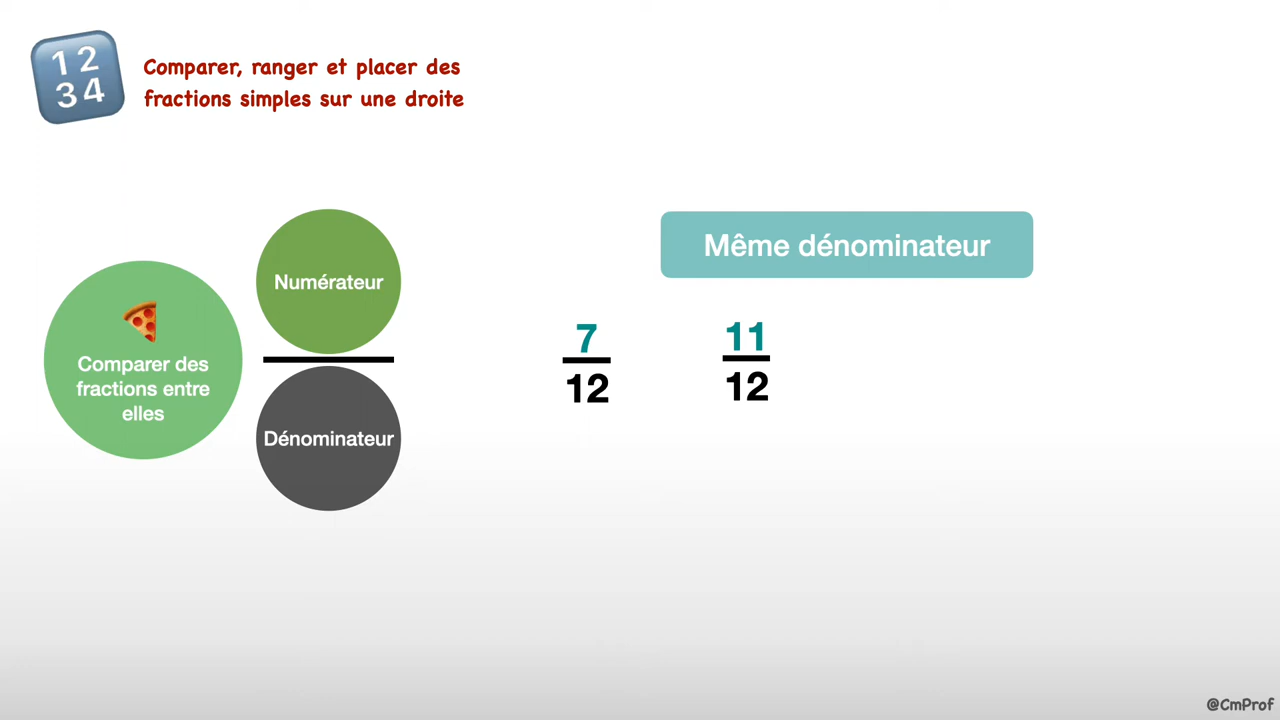 12
34
Comparer, ranger et placer des
fractions simples sur une droite
Comparer des
fractions entre
elles
Numérateur
Dénominateur
Même dénominateur
7 11
12 12
@CmProf